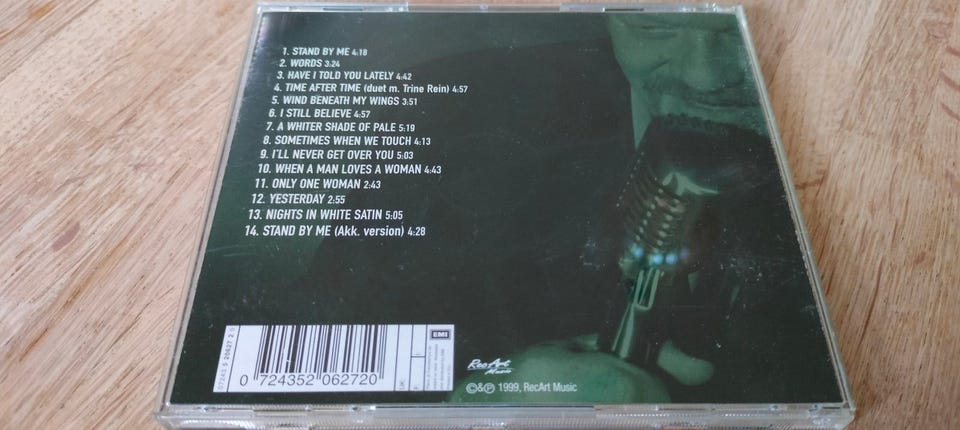 1. STAND BY ME 4:18
2. WORDS 3:24
3. HAVE I TOLD YOU LATELY 4:42
4. TIME AFTER TIME (duet m. Trine Rein) 4:57
5. WIND BENEATH MY WINGS 3:51
6. I STILL BELIEVE 4:57
7. A WHITER SHADE OF PALE 5:19
8. SOMETIMES WHEN WE TOUCH 4:13
9. I'LL NEVER GET OVER YOU 5:03
10. WHEN A MAN LOVES A WOMAN 4:43
11. ONLY ONE WOMAN 2:43
12. YESTERDAY 2:55
13. NIGHTS IN WHITE SATIN 5:05
14. STAND BY ME (Akk. version) 4:28
0 724352 062720
EMI
RecArt
Music
©&℗ 1999, RecArt Music